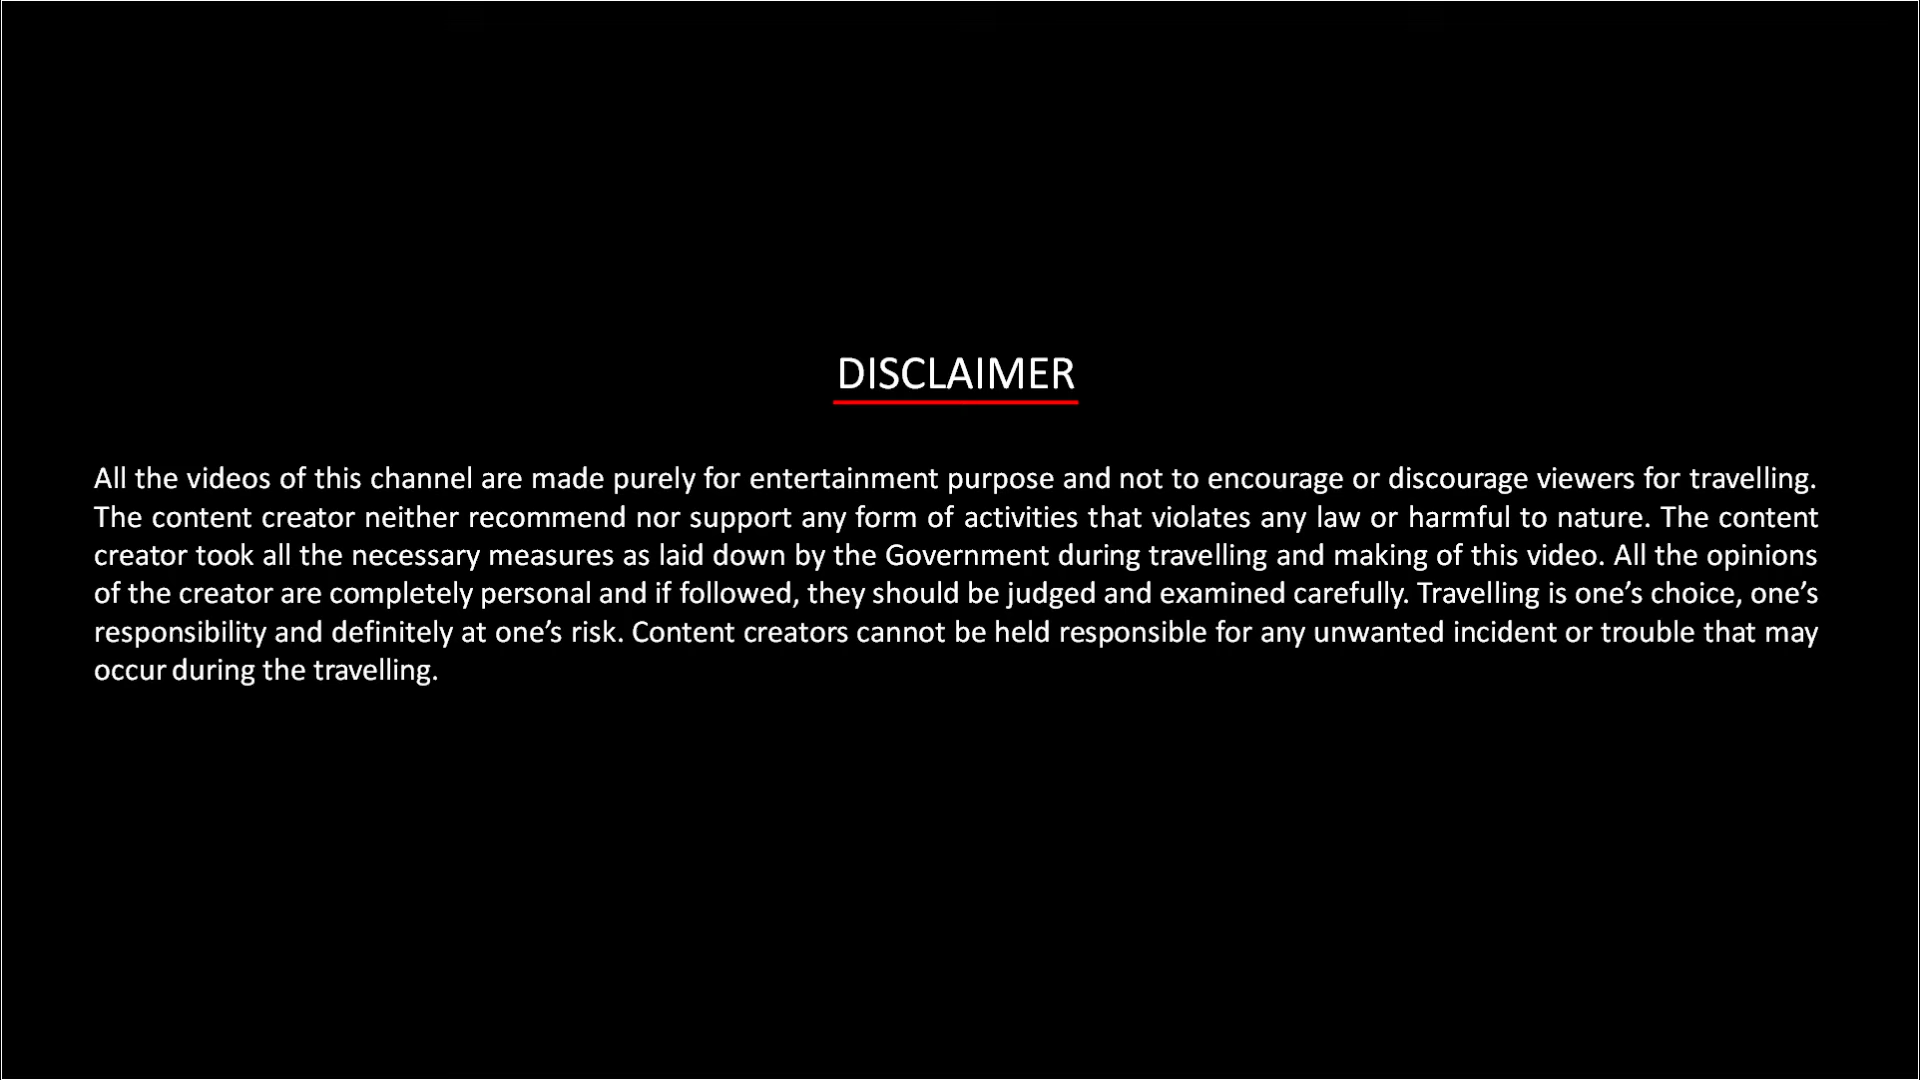 DISCLAIMER
All the videos of this channel are made purely for entertainment purpose and not to encourage or discourage viewers for travelling.
The content creator neither recommend nor support any form of activities that violates any law or harmful to nature. The content
creator took all the necessary measures as laid down by the Government during travelling and making of this video. All the opinions
of the creator are completely personal and if followed, they should be judged and examined carefully. Travelling is one’s choice, one’s
responsibility and definitely at one’s risk. Content creators cannot be held responsible for any unwanted incident or trouble that may
occur during the travelling.